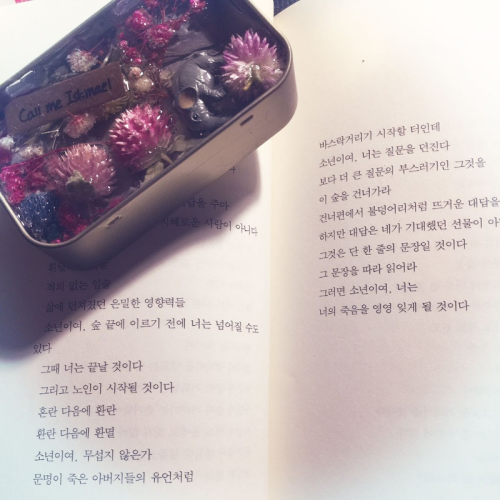 Call me Ishmael
답을 주마
사람이 아니다
적의 없는 입술
삶에 던져졌던 은밀한 영향력들
소년이여, 숲 끝에 이르기 전에 너는 넘어질 수도
있다
그때 너는 끝날 것이다
그리고 노인이 시작될 것이다
혼란 다음에 환란
환란 다음에 환멸
소년이여, 무섭지 않은가
문명이 죽은 아버지들의 유언처럼
바스락거리기 시작할 터인데
소년이여, 너는 질문을 던진다
보다 더 큰 질문의 부스러기인 그것을
이 숲을 건너가라
건너편에서 불덩어리처럼 뜨거운 대답을
하지만 대답은 네가 기대했던 선물이
그것은 단 한 줄의 문장일 것이다
그 문장을 따라 읽어라
그러면 소년이여, 너는
너의 죽음을 영영 잊게 될 것이다